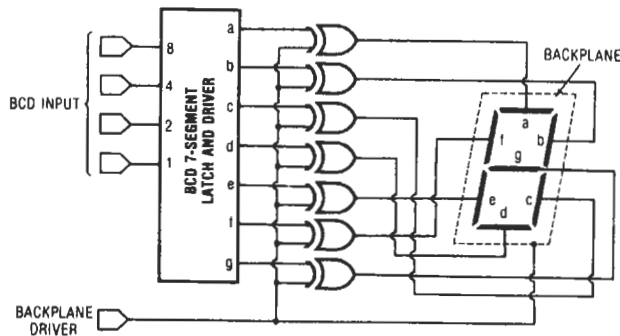 BCD INPUT
8
4
2
1
BCD 7-SEGMENT
LATCH AND DRIVER
a
b
c
d
e
f
g
BACKPLANE
a
f
b
g
e
c
d
BACKPLANE
DRIVER